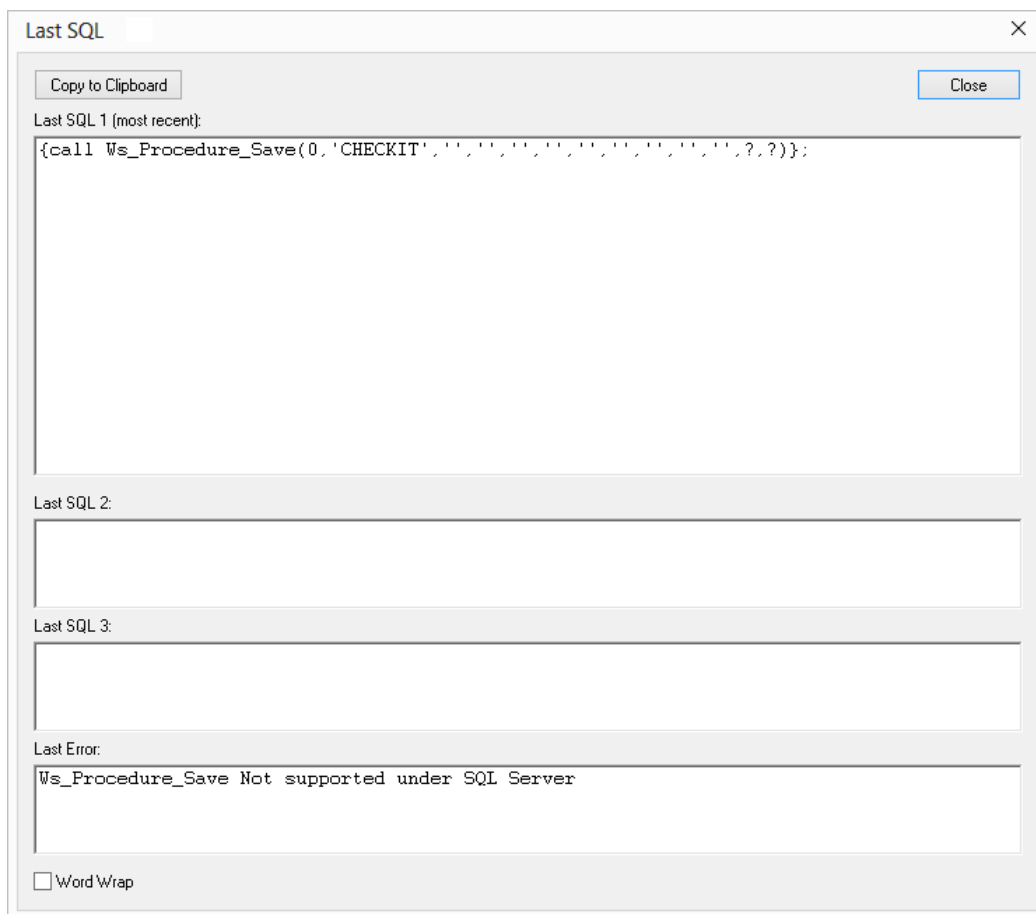 Last SQL
Copy to Clipboard
Close
Last SQL 1 (most recent):
{call Ws_Procedure_Save(0,'CHECKIT','','','','','','','','',?,?)};
Last SQL 2:
Last SQL 3:
Last Error:
Ws_Procedure_Save Not supported under SQL Server
Word Wrap